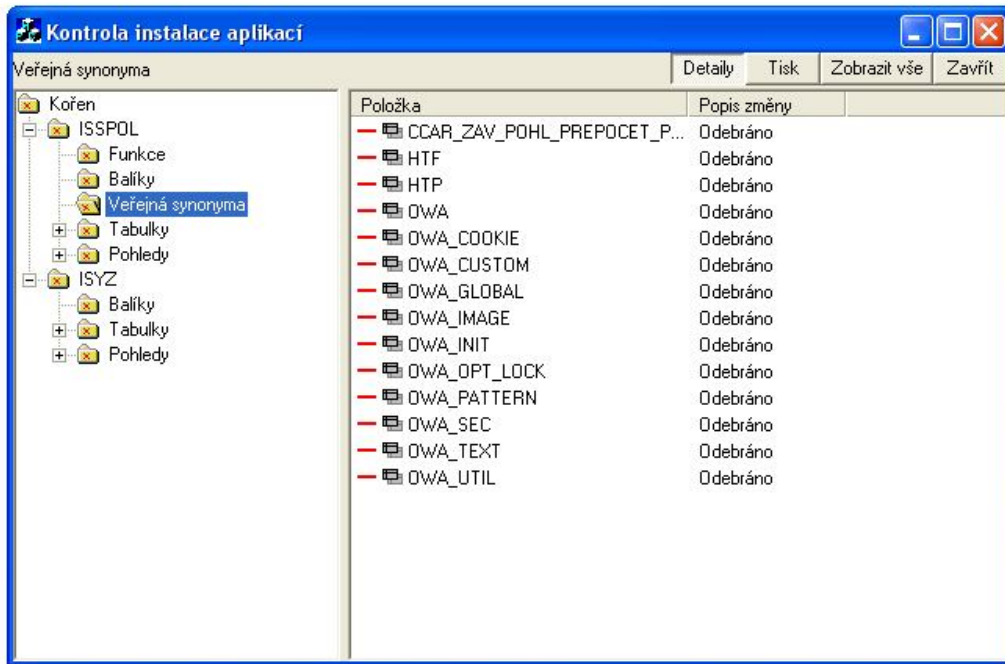 Kontrola instalace aplikací
Veřejná synonyma Detaily Tisk Zobrazit vše Zavřít
Kořen
ISSPOL
Funkce
Balíky
Veřejná synonyma
Tabulky
Pohledy
ISYZ
Balíky
Tabulky
Pohledy
Položka Popis změny
CCAR_ZAV_POHL_PREPOCET_P... Odebráno
HTF Odebráno
HTP Odebráno
OWA Odebráno
OWA_COOKIE Odebráno
OWA_CUSTOM Odebráno
OWA_GLOBAL Odebráno
OWA_IMAGE Odebráno
OWA_INIT Odebráno
OWA_OPT_LOCK Odebráno
OWA_PATTERN Odebráno
OWA_SEC Odebráno
OWA_TEXT Odebráno
OWA_UTIL Odebráno